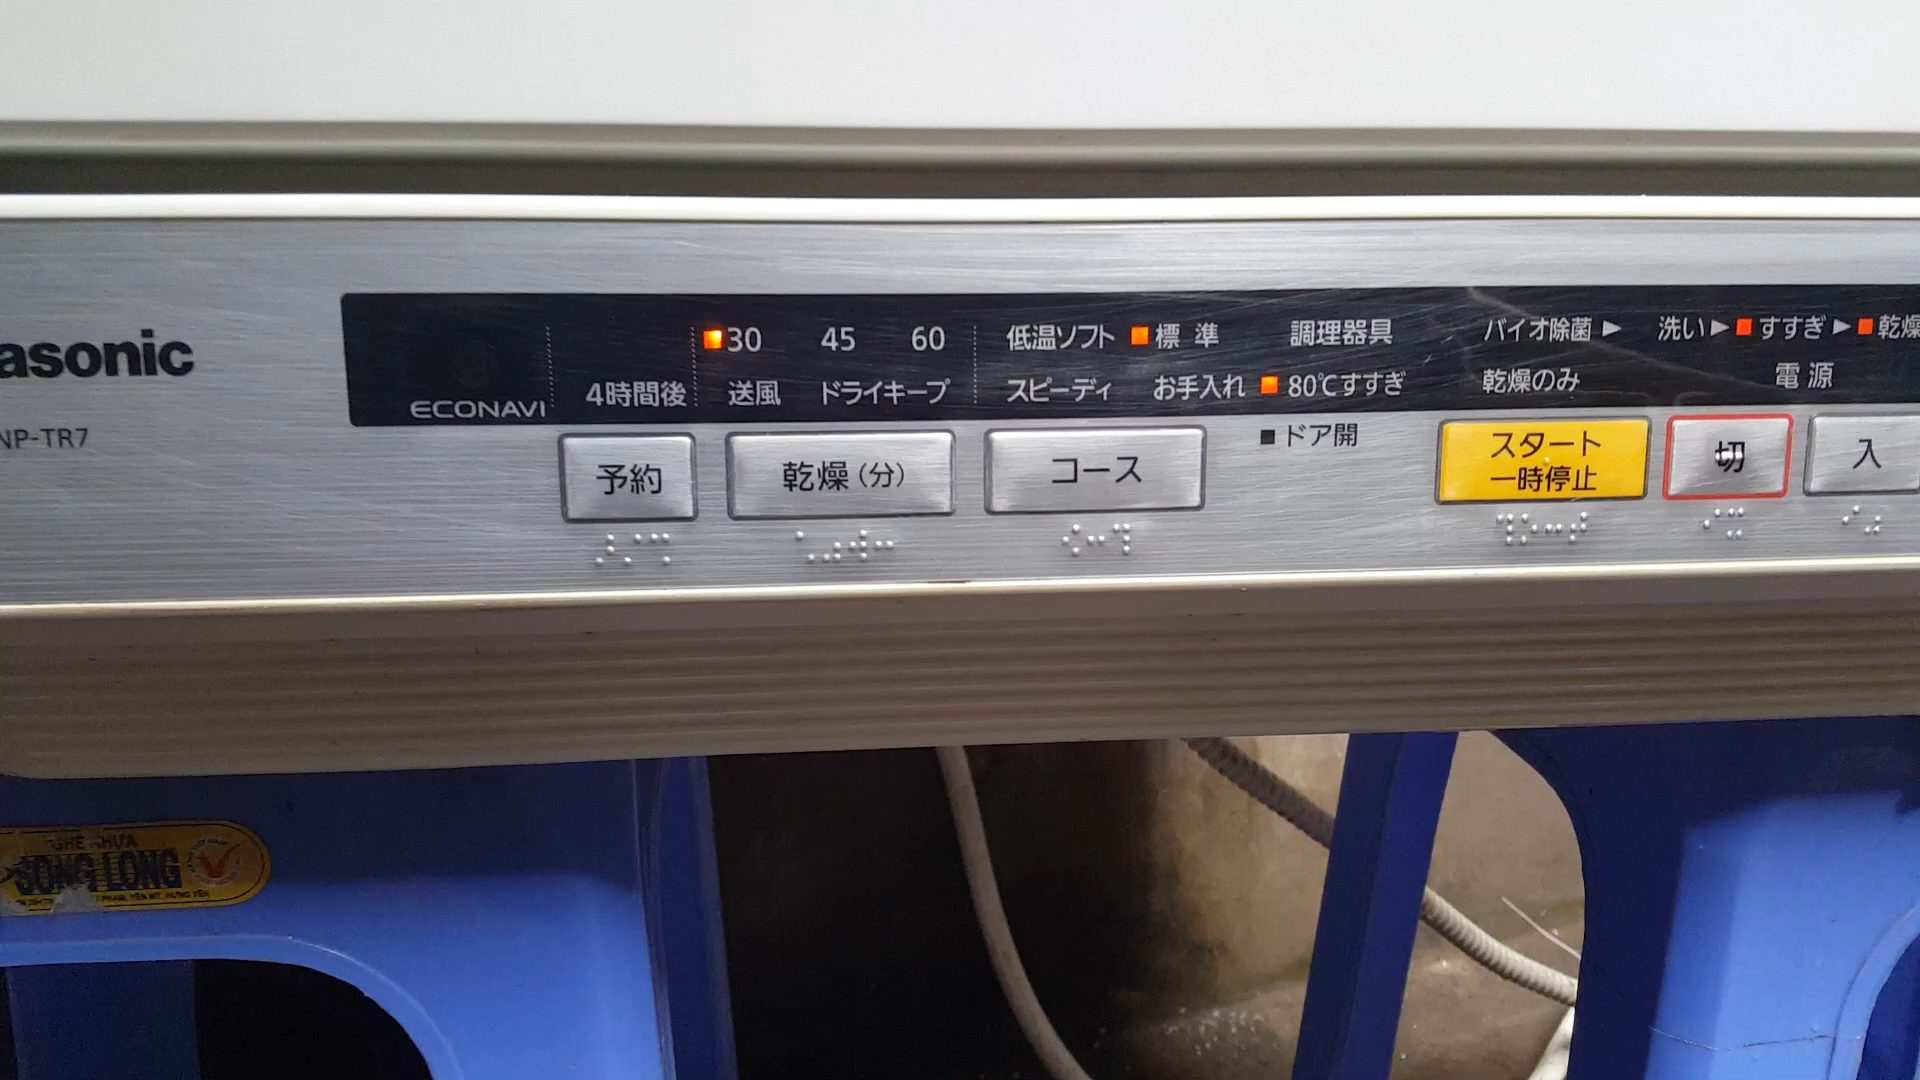 asonic
NP-TR7
ECONAVI
4時間後
30 45 60
送風 ドライキープ
低温ソフト 標準 調理器具
スピーディ お手入れ 80℃すすぎ
バイオ除菌▶ 洗い▶ すすぎ▶ 乾燥
乾燥のみ 電源
■ドア開
予約
乾燥(分)
コース
スタート
一時停止
切
入
GHẾ NHỰA
SONG LONG